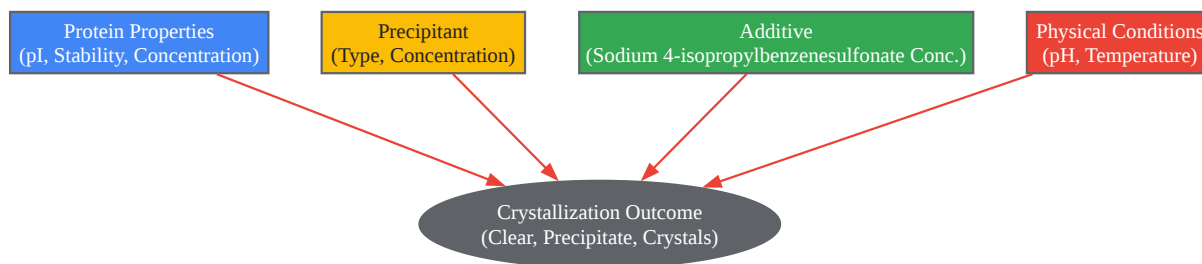 Protein Properties
(pI, Stability, Concentration)
Precipitant
(Type, Concentration)
Additive
(Sodium 4-isopropylbenzenesulfonate Conc.)
Physical Conditions
(pH, Temperature)
Crystallization Outcome
(Clear, Precipitate, Crystals)